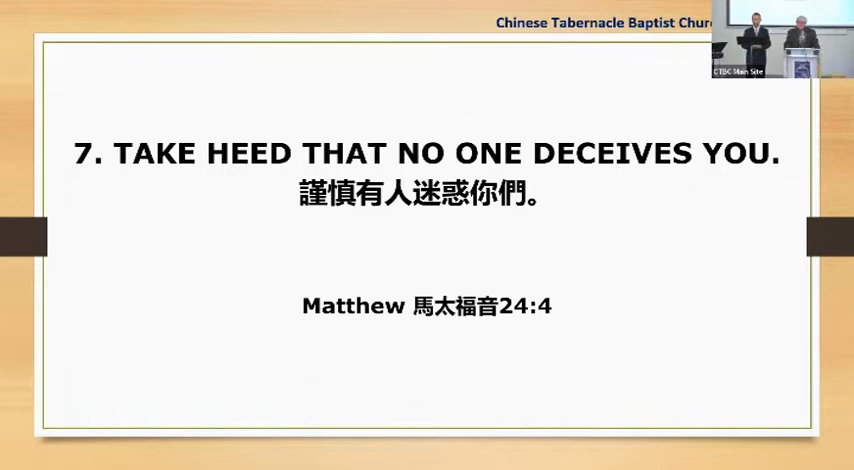 Chinese Tabernacle Baptist Churc
7. TAKE HEED THAT NO ONE DECEIVES YOU.
謹慎有人迷惑你們。
Matthew 馬太福音24:4
CTBC Main Site